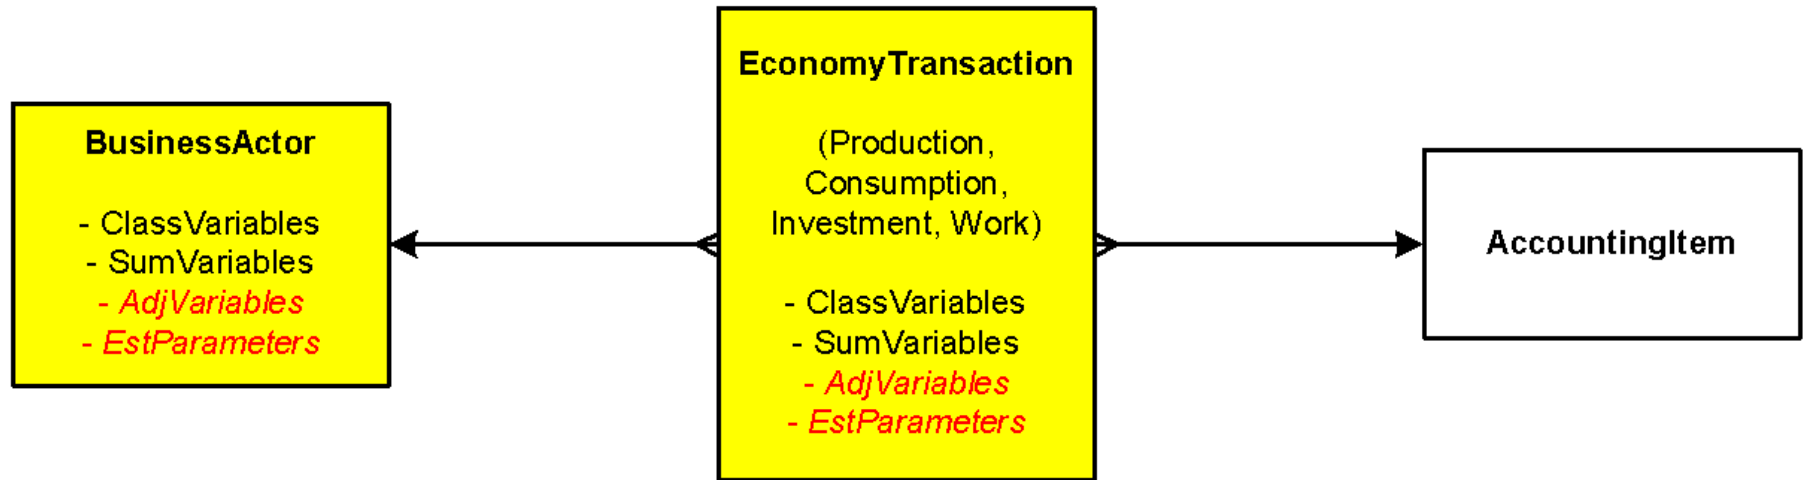 BusinessActor
- ClassVariables
- SumVariables
- AdjVariables
- EstParameters
EconomyTransaction
(Production,
Consumption,
Investment, Work)
- ClassVariables
- SumVariables
- AdjVariables
- EstParameters
AccountingItem